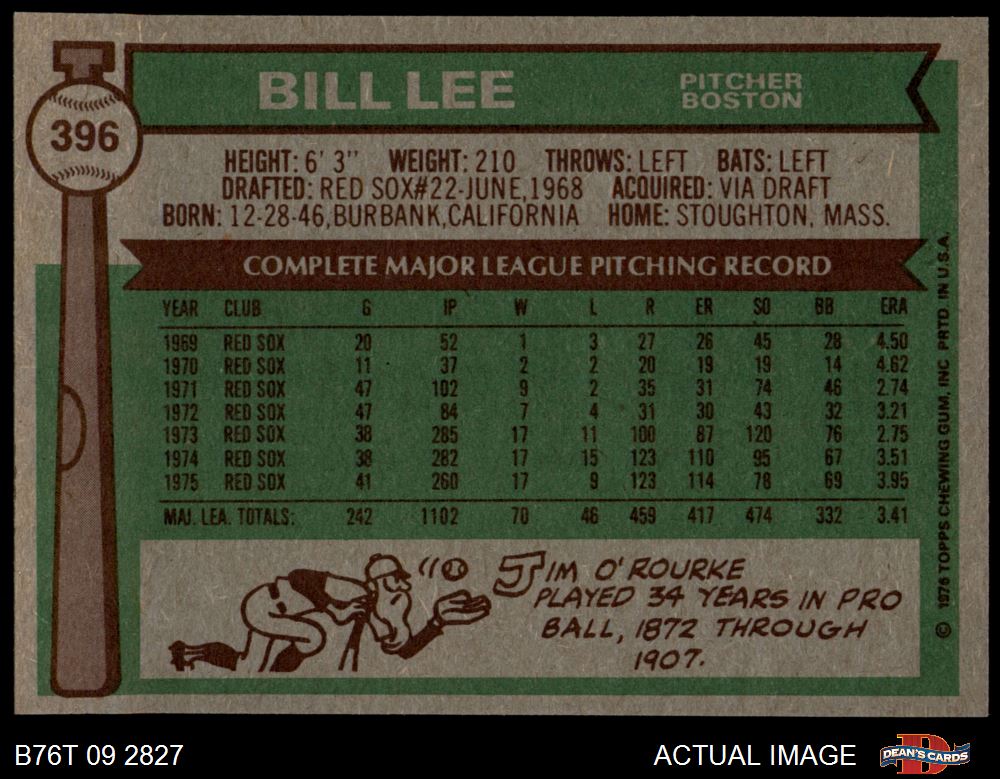 396
BILL LEE
PITCHER
BOSTON
HEIGHT: 6' 3" WEIGHT: 210 THROWS: LEFT BATS: LEFT
DRAFTED: RED SOX#22-JUNE,1968 ACQUIRED: VIA DRAFT
BORN: 12-28-46,BURBANK,CALIFORNIA HOME: STOUGHTON, MASS.
COMPLETE MAJOR LEAGUE PITCHING RECORD
YEAR CLUB G IP W L R ER SO BB ERA
1969 RED SOX 20 52 1 3 27 26 45 28 4.50
1970 RED SOX 11 37 2 2 20 19 19 14 4.62
1971 RED SOX 47 102 9 2 35 31 74 46 2.74
1972 RED SOX 47 84 7 4 31 30 43 32 3.21
1973 RED SOX 38 285 17 11 100 87 120 76 2.75
1974 RED SOX 38 282 17 15 123 110 95 67 3.51
1975 RED SOX 41 260 17 9 123 114 78 69 3.95
MAJ. LEA. TOTALS: 242 1102 70 46 459 417 474 332 3.41
JIM O'ROURKE
PLAYED 34 YEARS IN PRO
BALL, 1872 THROUGH
1907.
© 1976 TOPPS CHEWING GUM, INC PRTD. IN U.S.A.
B76T 09 2827
ACTUAL IMAGE
D
DEAN'S CARDS